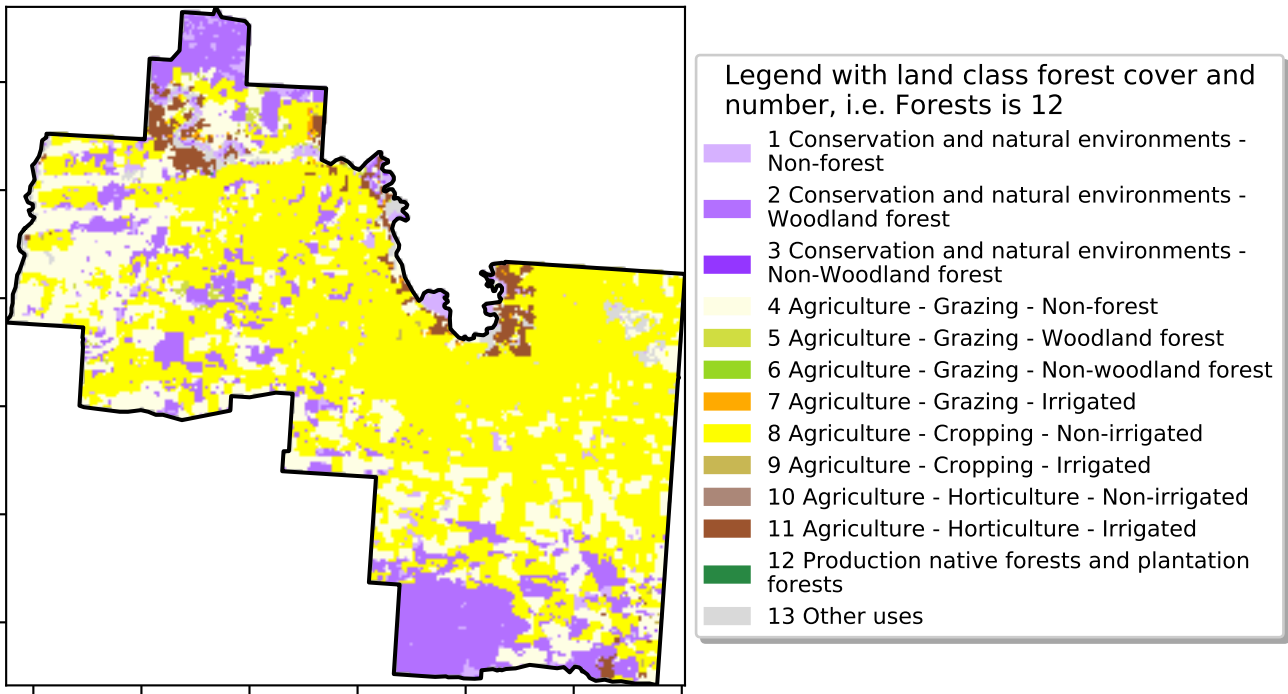 Legend with land class forest cover and
number, i.e. Forests is 12
1 Conservation and natural environments -
Non-forest
2 Conservation and natural environments -
Woodland forest
3 Conservation and natural environments -
Non-Woodland forest
4 Agriculture - Grazing - Non-forest
5 Agriculture - Grazing - Woodland forest
6 Agriculture - Grazing - Non-woodland forest
7 Agriculture - Grazing - Irrigated
8 Agriculture - Cropping - Non-irrigated
9 Agriculture - Cropping - Irrigated
10 Agriculture - Horticulture - Non-irrigated
11 Agriculture - Horticulture - Irrigated
12 Production native forests and plantation
forests
13 Other uses